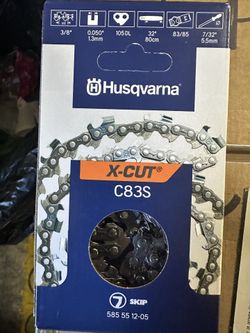 3/8" 0.050" 105DL 32" 83/85 7/32"
1.3mm 80cm 5.5mm
Husqvarna®
X-CUT®
C83S
7 SKIP
585 55 12-05